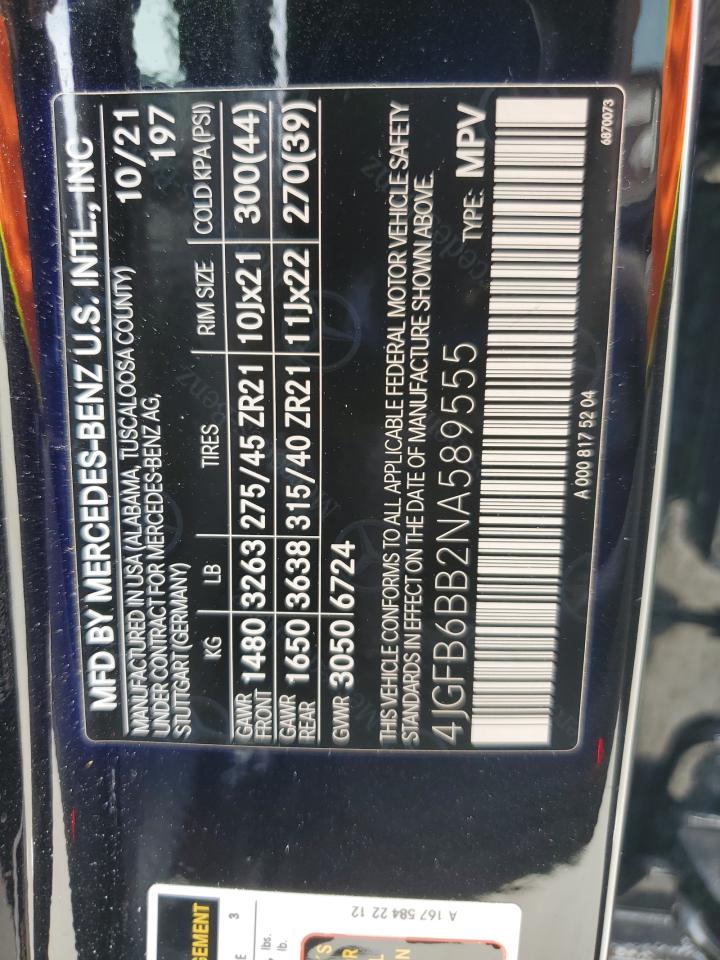 MFD BY MERCEDES-BENZ U.S. INTL., INC
MANUFACTURED IN USA (ALABAMA, TUSCALOOSA COUNTY) 10/21
UNDER CONTRACT FOR MERCEDES-BENZ AG, 197
STUTTGART (GERMANY)
KG LB TIRES RIM SIZE COLD KPA (PSI)
GAWR FRONT 1480 3263 275/45 ZR21 10Jx21 300(44)
GAWR REAR 1650 3638 315/40 ZR21 11Jx22 270(39)
GVWR 3050 6724
THIS VEHICLE CONFORMS TO ALL APPLICABLE FEDERAL MOTOR VEHICLE SAFETY
STANDARDS IN EFFECT ON THE DATE OF MANUFACTURE SHOWN ABOVE.
4JGFB6BB2NA589555 TYPE: MPV
A 000 817 52 04 6870073
A 167 584 22 12
3
lbs.
lb.